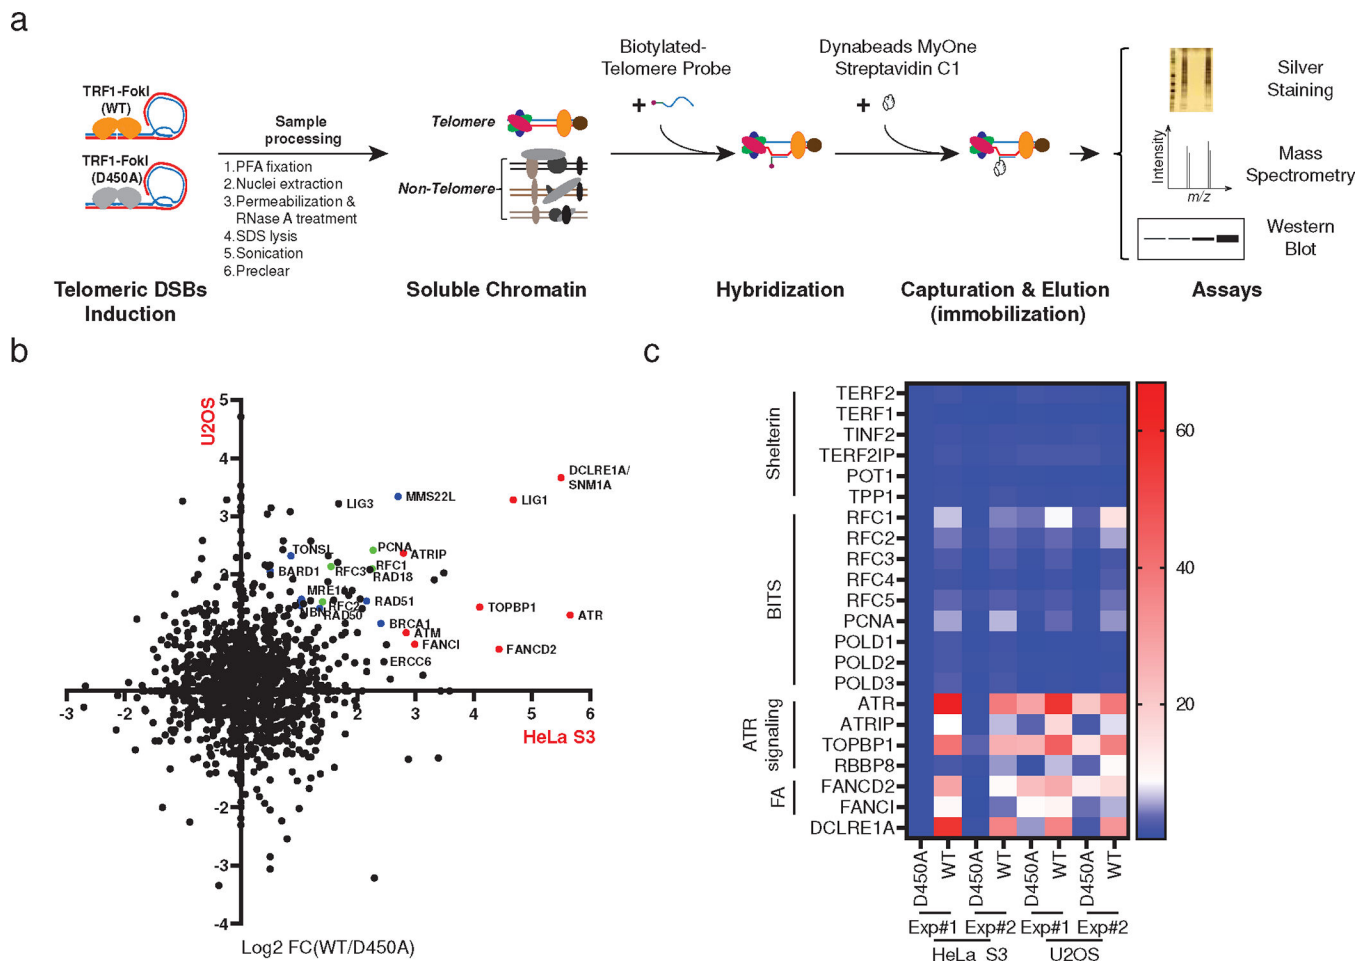 a
TRF1-FokI
(WT)
TRF1-FokI
(D450A)
Telomeric DSBs
Induction
Sample
processing
1.PFA fixation
2.Nuclei extraction
3.Permeabilization &
RNase A treatment
4.SDS lysis
5.Sonication
6.Preclear
Telomere
Non-Telomere
Soluble Chromatin
Biotylated-
Telomere Probe
+
Hybridization
Dynabeads MyOne
Streptavidin C1
+
Capturation & Elution
(immobilization)
Silver
Staining
Intensity
m/z
Mass
Spectrometry
Western
Blot
Assays
b
U2OS
5
4
3
2
-2
-3
-4
-3
-2
-1
2
3
4
5
6
HeLa S3
Log2 FC(WT/D450A)
DCLRE1A/
SNM1A
LIG3
MMS22L
LIG1
TONSL
PCNA
ATRIP
BARD1
RFC3
RFC1
RAD18
MRE11
NBN
RFC2
RAD50
RAD51
TOPBP1
ATR
BRCA1
ATM
FANCI
FANCD2
ERCC6
c
Shelterin
TERF2
TERF1
TINF2
TERF2IP
POT1
TPP1
BITS
RFC1
RFC2
RFC3
RFC4
RFC5
PCNA
POLD1
POLD2
POLD3
ATR
signaling
ATR
ATRIP
TOPBP1
RBBP8
FA
FANCD2
FANCI
DCLRE1A
60
40
20
D450A
WT
D450A
WT
D450A
WT
D450A
WT
Exp#1 Exp#2 Exp#1 Exp#2
HeLa S3 U2OS